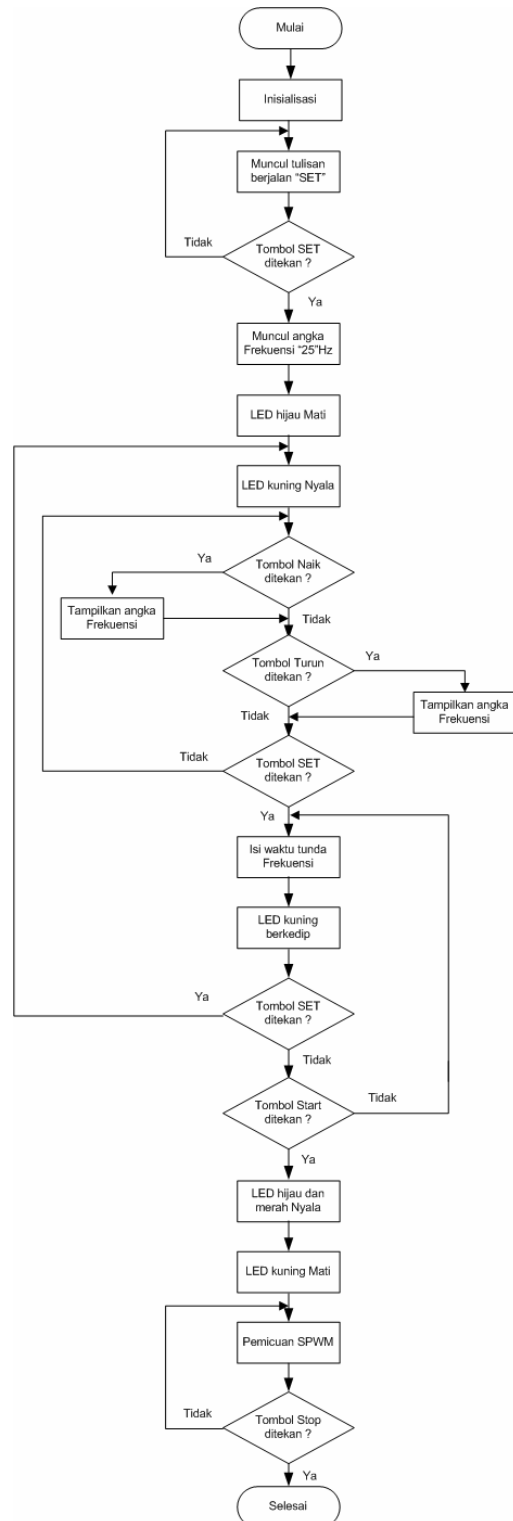 Mulai
Inisialisasi
Muncul tulisan
berjalan “SET”
Tidak
Tombol SET
ditekan ?
Ya
Muncul angka
Frekuensi “25”Hz
LED hijau Mati
LED kuning Nyala
Ya
Tombol Naik
ditekan ?
Tampilkan angka
Frekuensi
Tidak
Tombol Turun
ditekan ?
Ya
Tampilkan angka
Frekuensi
Tidak
Tidak
Tombol SET
ditekan ?
Ya
Isi waktu tunda
Frekuensi
LED kuning
berkedip
Ya
Tombol SET
ditekan ?
Tidak
Tombol Start
ditekan ?
Tidak
Ya
LED hijau dan
merah Nyala
LED kuning Mati
Pemicuan SPWM
Tidak
Tombol Stop
ditekan ?
Ya
Selesai